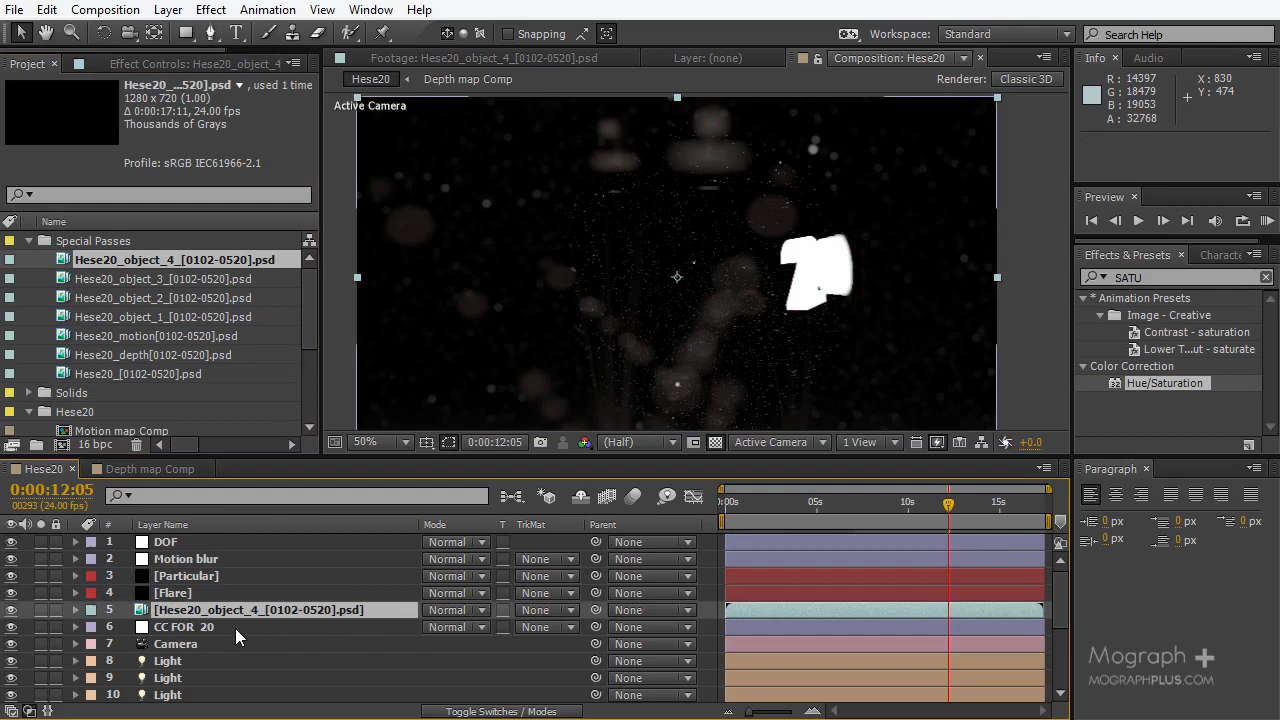 File Edit Composition Layer Effect Animation View Window Help
Snapping Workspace: Standard Search Help
Project Effect Controls: Hese20_object_4
Hese20_...520].psd ▼, used 1 time
1280 x 720 (1.00)
Δ 0:00:17:11, 24.00 fps
Thousands of Grays
Profile: sRGB IEC61966-2.1
Name
Special Passes
Hese20_object_4_[0102-0520].psd
Hese20_object_3_[0102-0520].psd
Hese20_object_2_[0102-0520].psd
Hese20_object_1_[0102-0520].psd
Hese20_motion[0102-0520].psd
Hese20_depth[0102-0520].psd
Hese20_[0102-0520].psd
Solids
Hese20
Motion map Comp
16 bpc
Footage: Hese20_object_4_[0102-0520].psd Layer: (none) Composition: Hese20
Hese20 Depth map Comp Renderer: Classic 3D
Active Camera
50% 0:00:12:05 (Half) Active Camera 1 View +0.0
Info Audio
R: 14397 X: 830
G: 18479 Y: 474
B: 19053
A: 32768
Preview
Effects & Presets Characte
SATU
* Animation Presets
Image - Creative
Contrast - saturation
Lower T...ut - saturate
Color Correction
32 Hue/Saturation
Hese20 Depth map Comp
0:00:12:05
00293 (24.00 fps)
:00s 05s 10s 15s
# Layer Name Mode T TrkMat Parent
1 DOF Normal None
2 Motion blur Normal None None
3 [Particular] Normal None None
4 [Flare] Normal None None
5 [Hese20_object_4_[0102-0520].psd] Normal None None
6 CC FOR 20 Normal None None
7 Camera None
8 Light None
9 Light None
10 Light None
Toggle Switches / Modes
Paragraph
0 px 0 px 0 px
0 px 0 px
Mograph +
MOGRAPHPLUS.COM